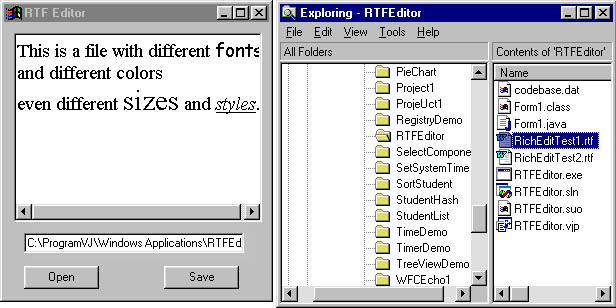 RTF Editor
This is a file with different fonts
and different colors
even different sizes and styles.
C:\ProgramVJ\Windows Applications\RTFEd
Open
Save
Exploring - RTFEditor
File Edit View Tools Help
All Folders
PieChart
Project1
ProjeUct1
RegistryDemo
RTFEditor
SelectCompone
SetSystemTime
SortStudent
StudentHash
StudentList
TimeDemo
TimerDemo
TreeViewDemo
WFCEcho1
Contents of 'RTFEditor'
Name
codebase.dat
Form1.class
Form1.java
RichEditTest1.rtf
RichEditTest2.rtf
RTFEditor.exe
RTFEditor.sln
RTFEditor.suo
RTFEditor.vjp